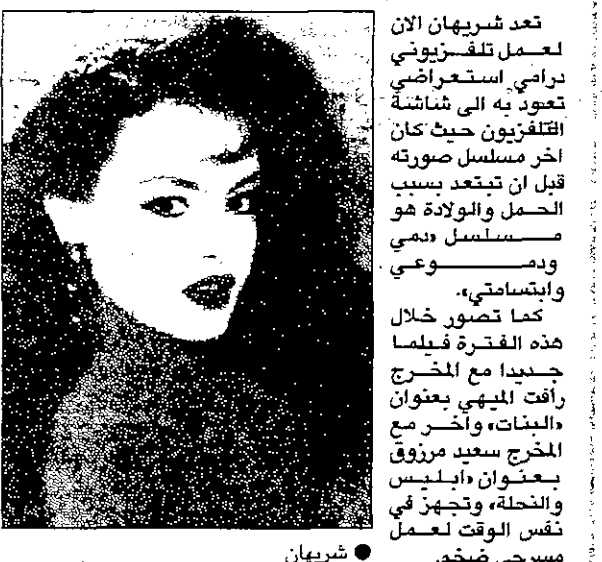 تعد شريهان الان
لعمل تلفزيوني
درامي استعراضي
تعود به الى شاشة
التلفزيون حيث كان
اخر مسلسل صورته
قبل ان تبتعد بسبب
الحمل والولادة هو
مسلسل «دمي
ودموعي
وابتسامتي».
كما تصور خلال
هذه الفترة فيلما
جديدا مع المخرج
رأفت الميهي بعنوان
«البنات» واخر مع
المخرج سعيد مرزوق
بعنوان «ابليس
والنحلة» وتجهز في
نفس الوقت لعمل
مسرحي ضخم.
● شريهان